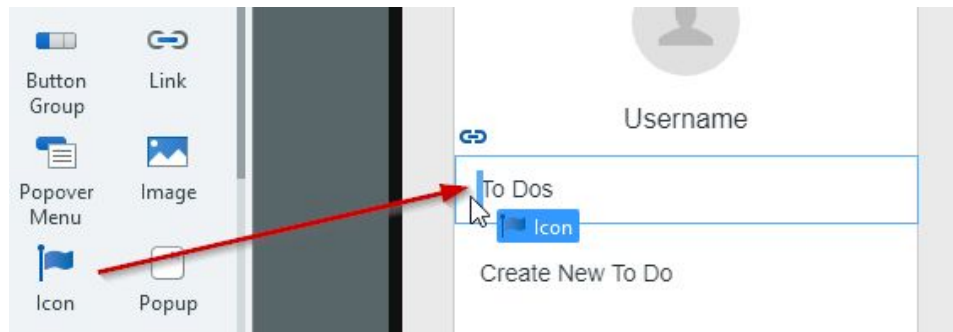 Button
Group
Link
Popover
Menu
Image
Icon
Popup
Username
To Dos
Icon
Create New To Do